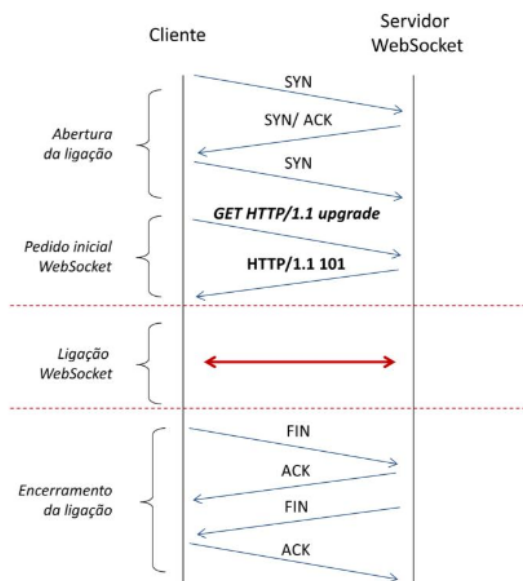 Cliente
Servidor
WebSocket
SYN
Abertura
da ligação
SYN/ ACK
SYN
GET HTTP/1.1 upgrade
Pedido inicial
WebSocket
HTTP/1.1 101
Ligação
WebSocket
FIN
ACK
Encerramento
da ligação
FIN
ACK